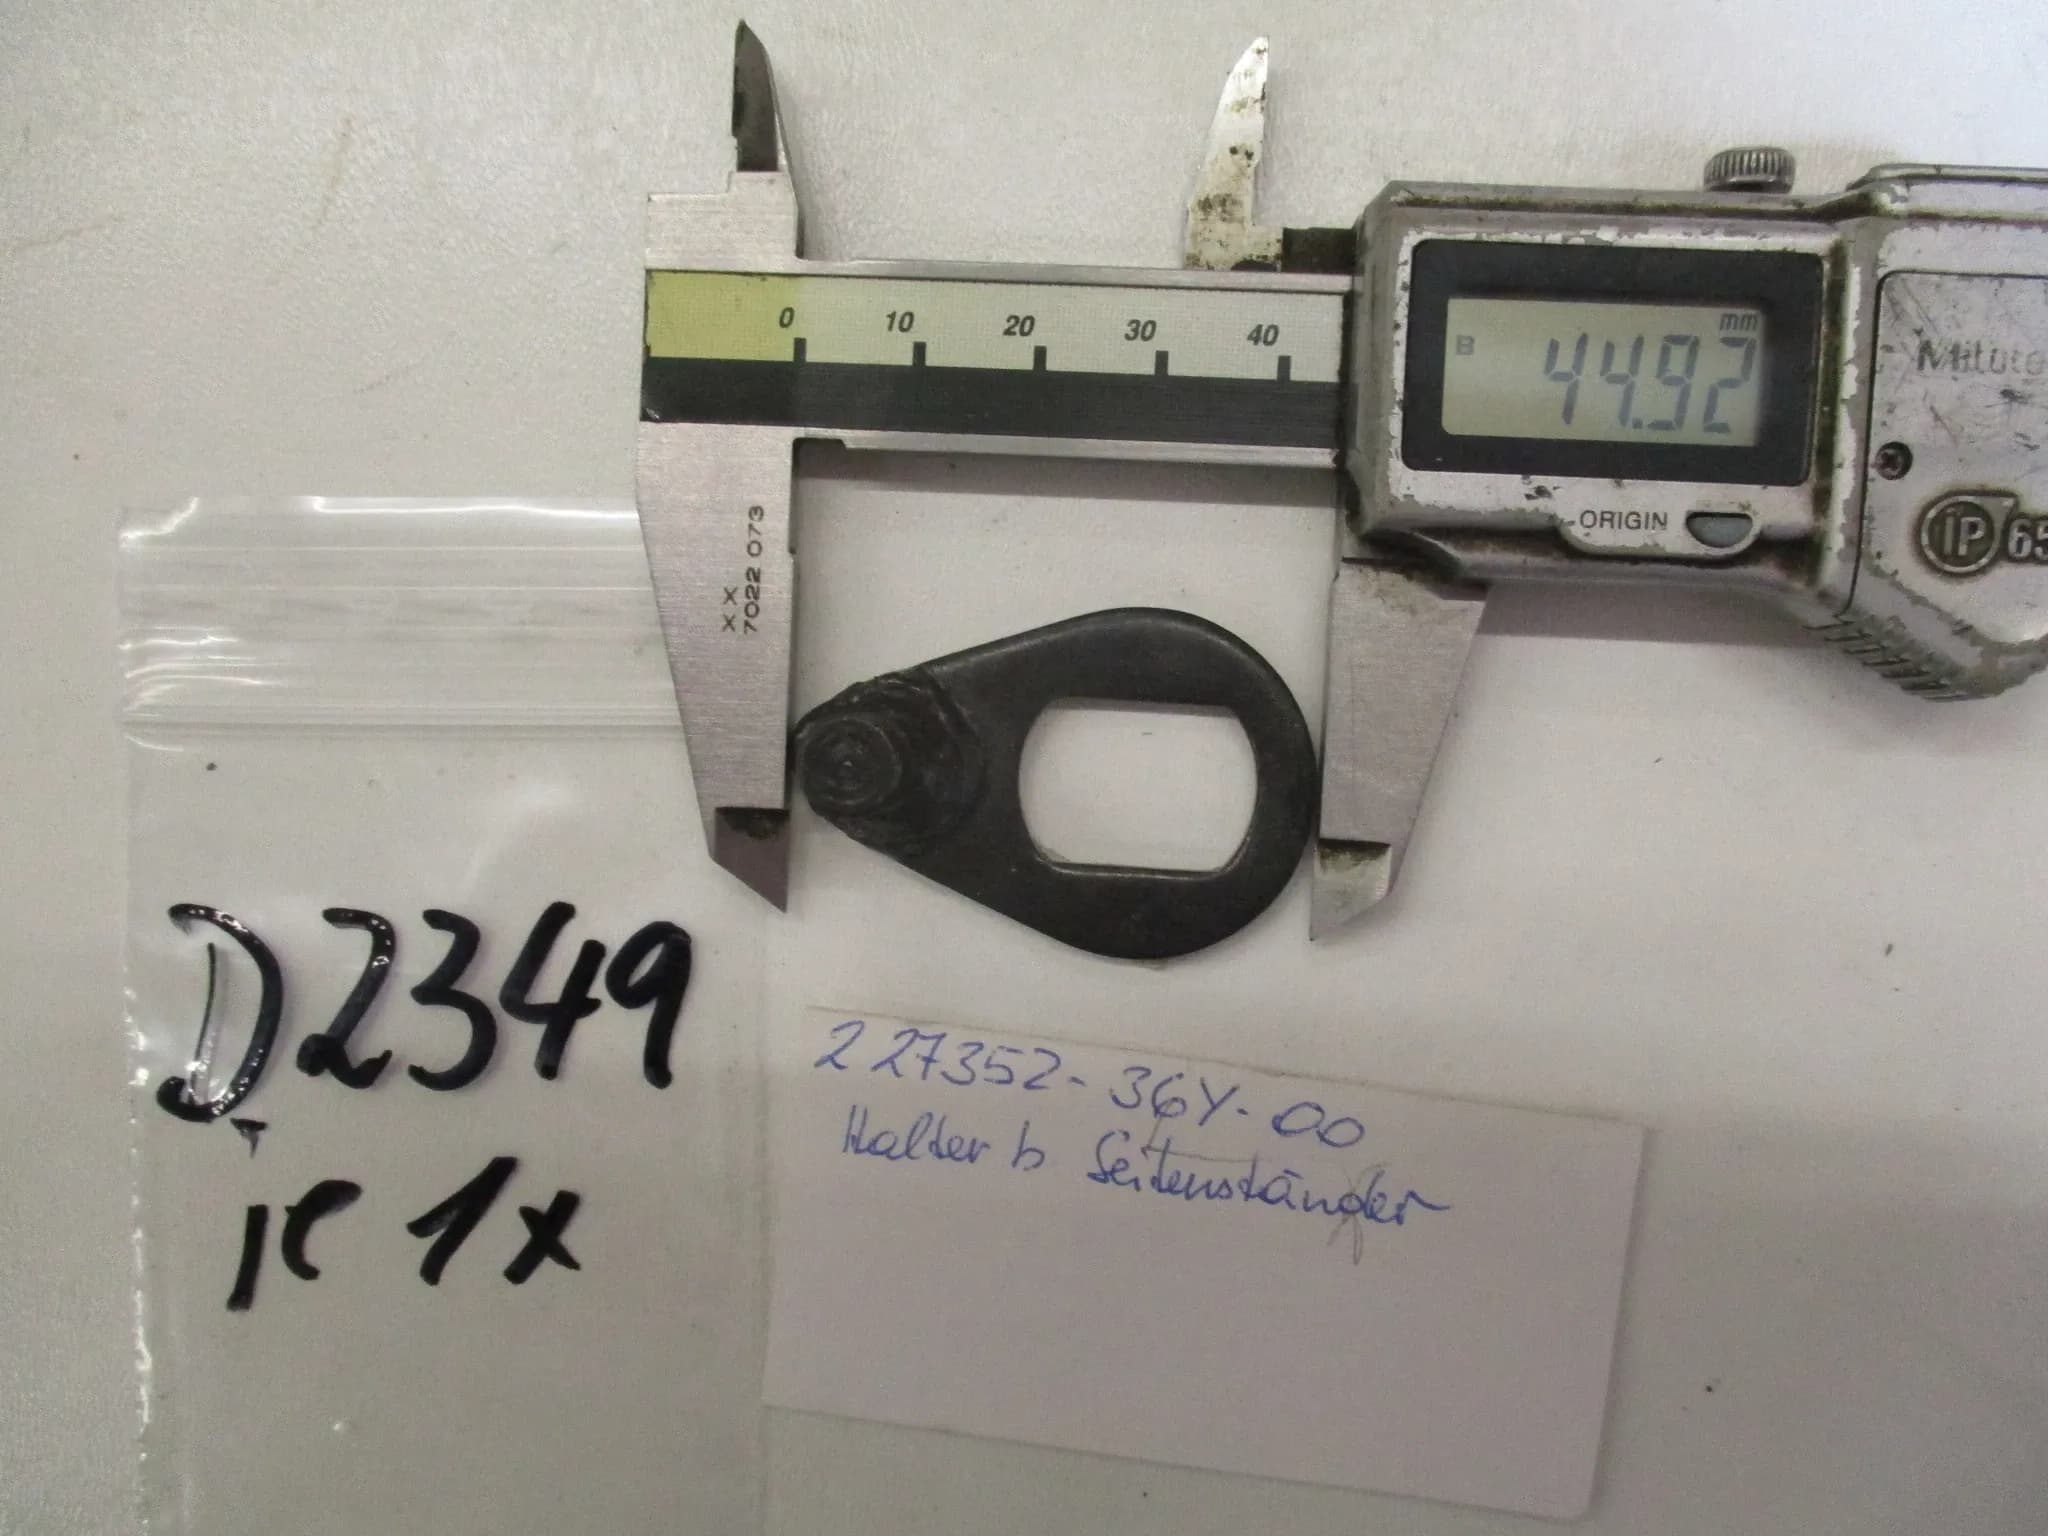 0 10 20 30 40
mm
B 44.92
Mituto
ORIGIN
IP 65
XX
7022 073
D2349
je 1x
2 27352-36Y-00
Halter b Seitenständer